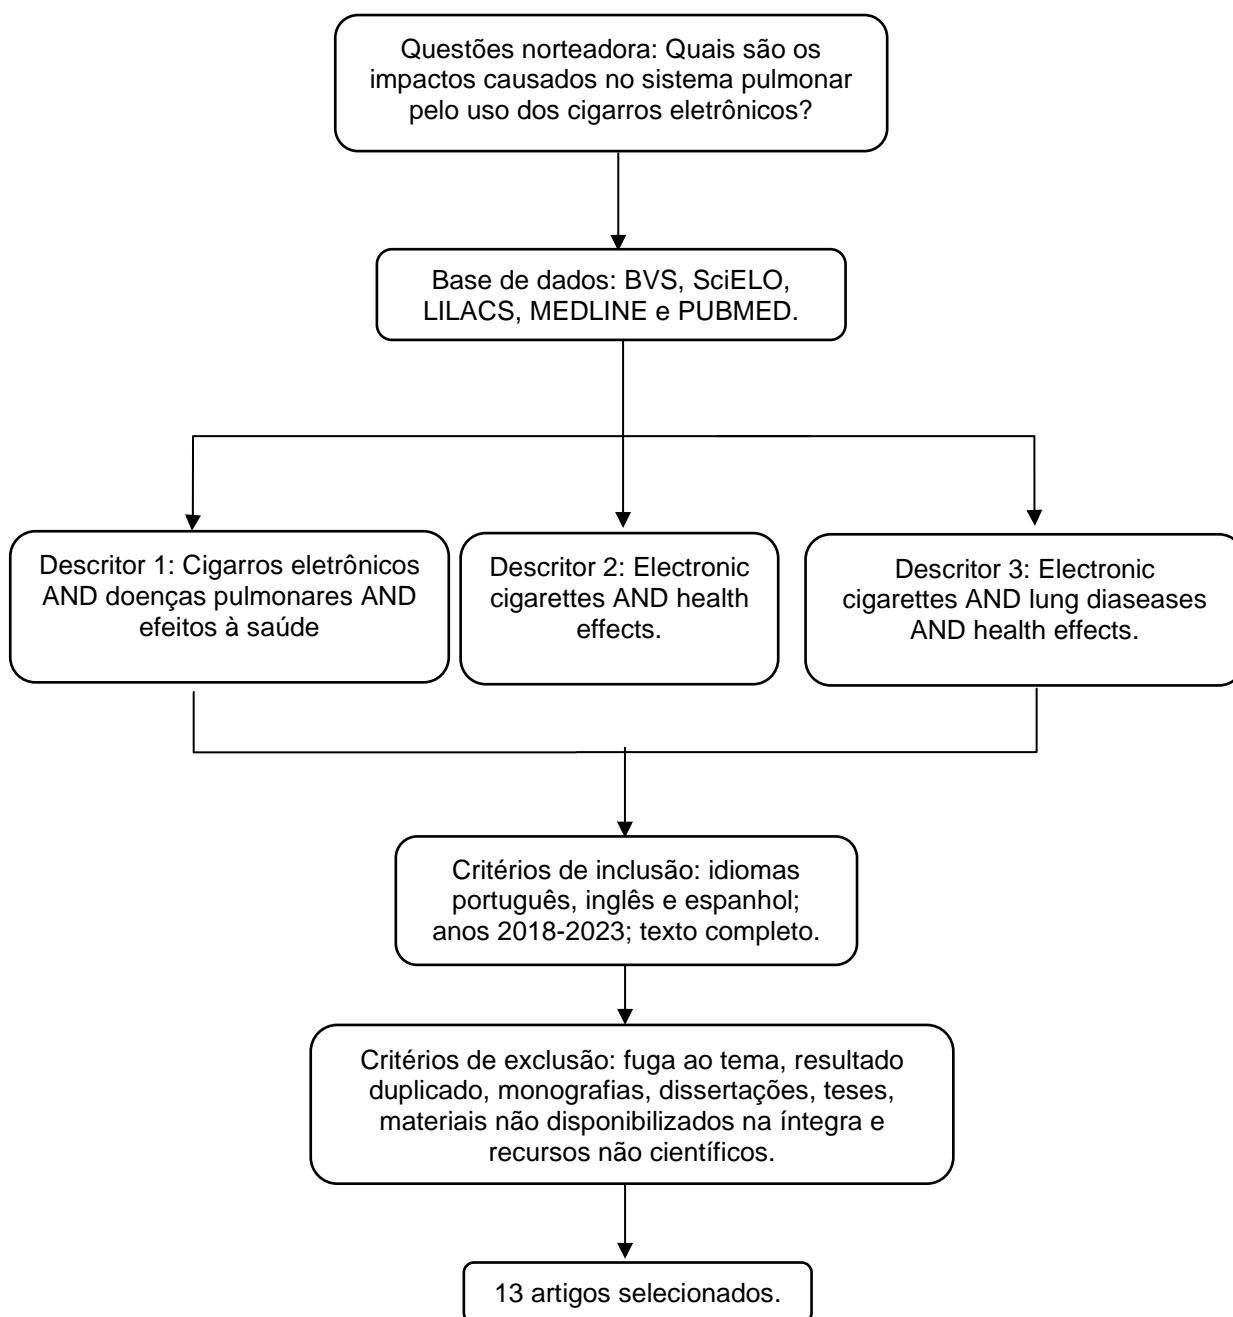 Questões norteadora: Quais são os
impactos causados no sistema pulmonar
pelo uso dos cigarros eletrônicos?
Base de dados: BVS, SciELO,
LILACS, MEDLINE e PUBMED.
Descritor 1: Cigarros eletrônicos
AND doenças pulmonares AND
efeitos à saúde
Descritor 2: Electronic
cigarettes AND health
effects.
Descritor 3: Electronic
cigarettes AND lung diaseases
AND health effects.
Critérios de inclusão: idiomas
português, inglês e espanhol;
anos 2018-2023; texto completo.
Critérios de exclusão: fuga ao tema, resultado
duplicado, monografias, dissertações, teses,
materiais não disponibilizados na íntegra e
recursos não científicos.
13 artigos selecionados.